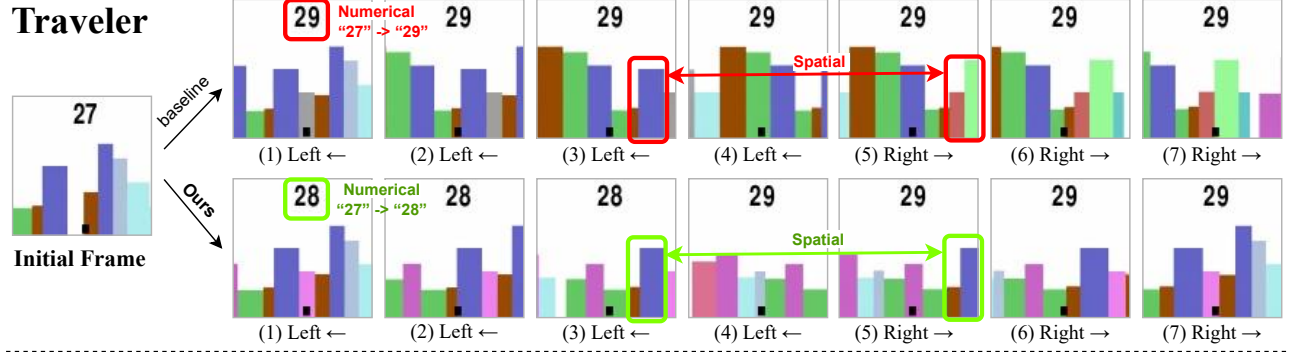 Traveler
27
Initial Frame
baseline
Ours
29 29 29 29 29 29 29
Numerical
“27” -> “29”
Spatial
(1) Left ← (2) Left ← (3) Left ← (4) Left ← (5) Right → (6) Right → (7) Right →
28 28 28 29 29 29 29
Numerical
“27” -> “28”
Spatial
(1) Left ← (2) Left ← (3) Left ← (4) Left ← (5) Right → (6) Right → (7) Right →